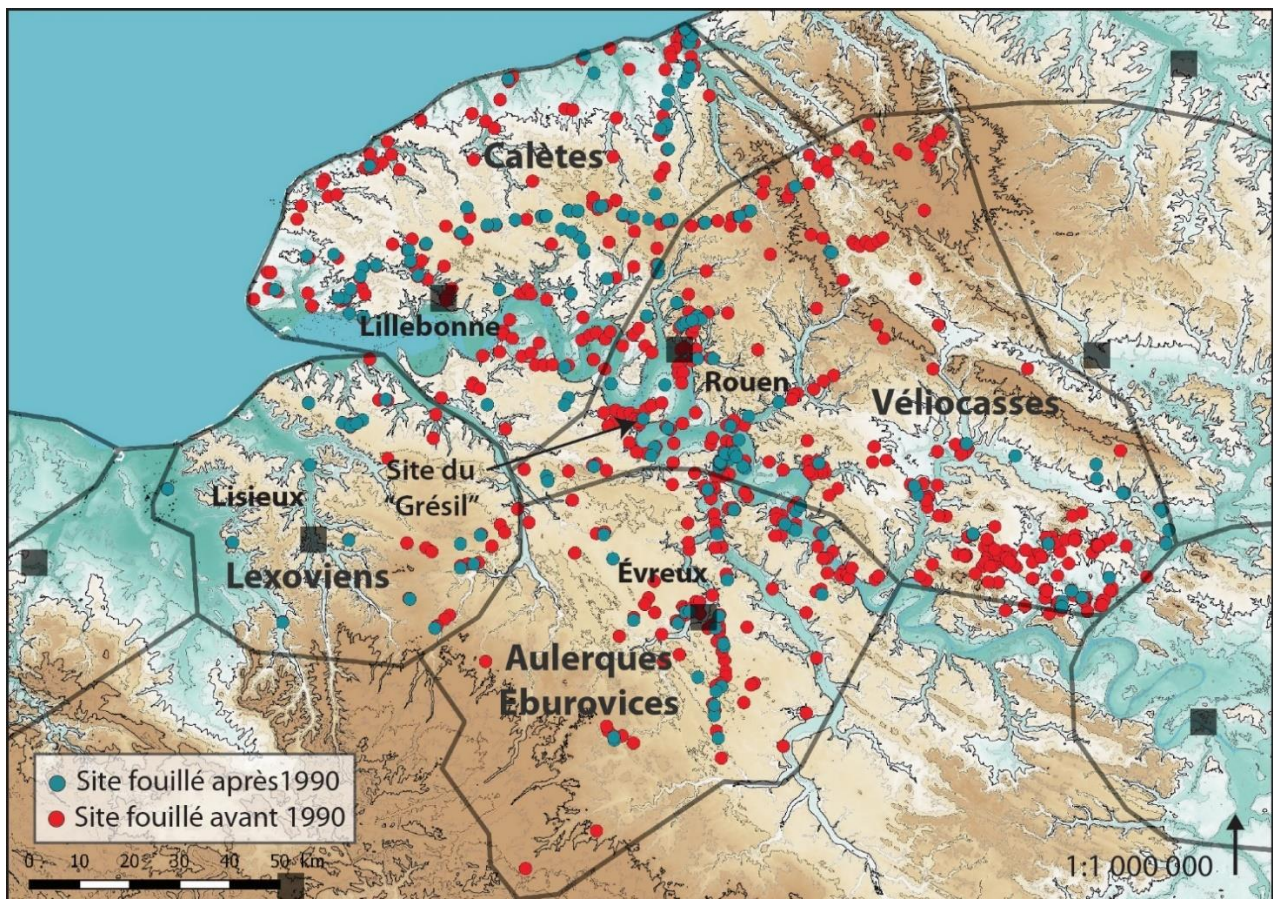 Calètes
Lillebonne
Rouen
Véliocasses
Site du
"Grésil"
Lisieux
Lexoviens
Évreux
Aulerques
Éburovices
Site fouillé après1990
Site fouillé avant 1990
0 10 20 30 40 50 km
1:1 000 000